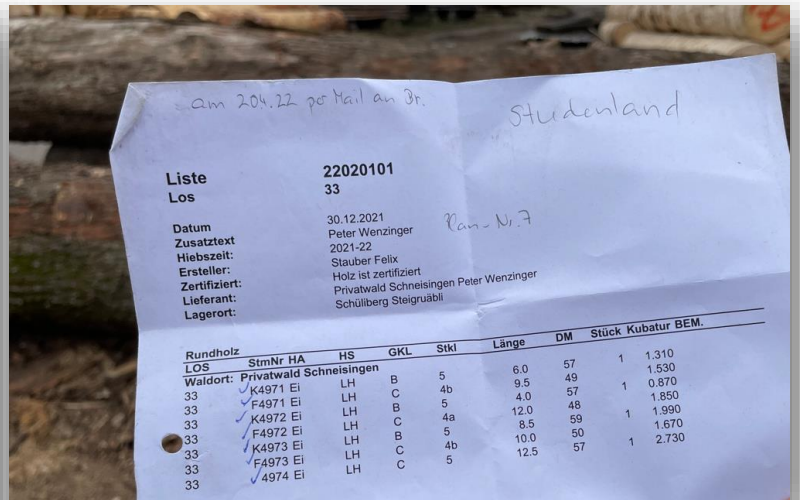 am 204.22 per Mail an Br.
Studenland
Liste 22020101
Los 33
Datum 30.12.2021
Zusatztext Peter Wenzinger Plan-Nr. 7
Hiebszeit: 2021-22
Ersteller: Stauber Felix
Zertifiziert: Holz ist zertifiziert
Lieferant: Privatwald Schneisingen Peter Wenzinger
Lagerort: Schüliberg Steigruäbli
Rundholz
LOS StmNr HA HS GKL Stkl Länge DM Stück Kubatur BEM.
Waldort: Privatwald Schneisingen
33 K4971 Ei LH B 5 6.0 57 1 1.310
33 F4971 Ei LH C 4b 9.5 49 1.530
33 K4972 Ei LH B 5 4.0 57 1 0.870
33 F4972 Ei LH C 4a 12.0 48 1.850
33 K4973 Ei LH B 5 8.5 59 1 1.990
33 F4973 Ei LH C 4b 10.0 50 1.670
33 4974 Ei LH C 5 12.5 57 1 2.730